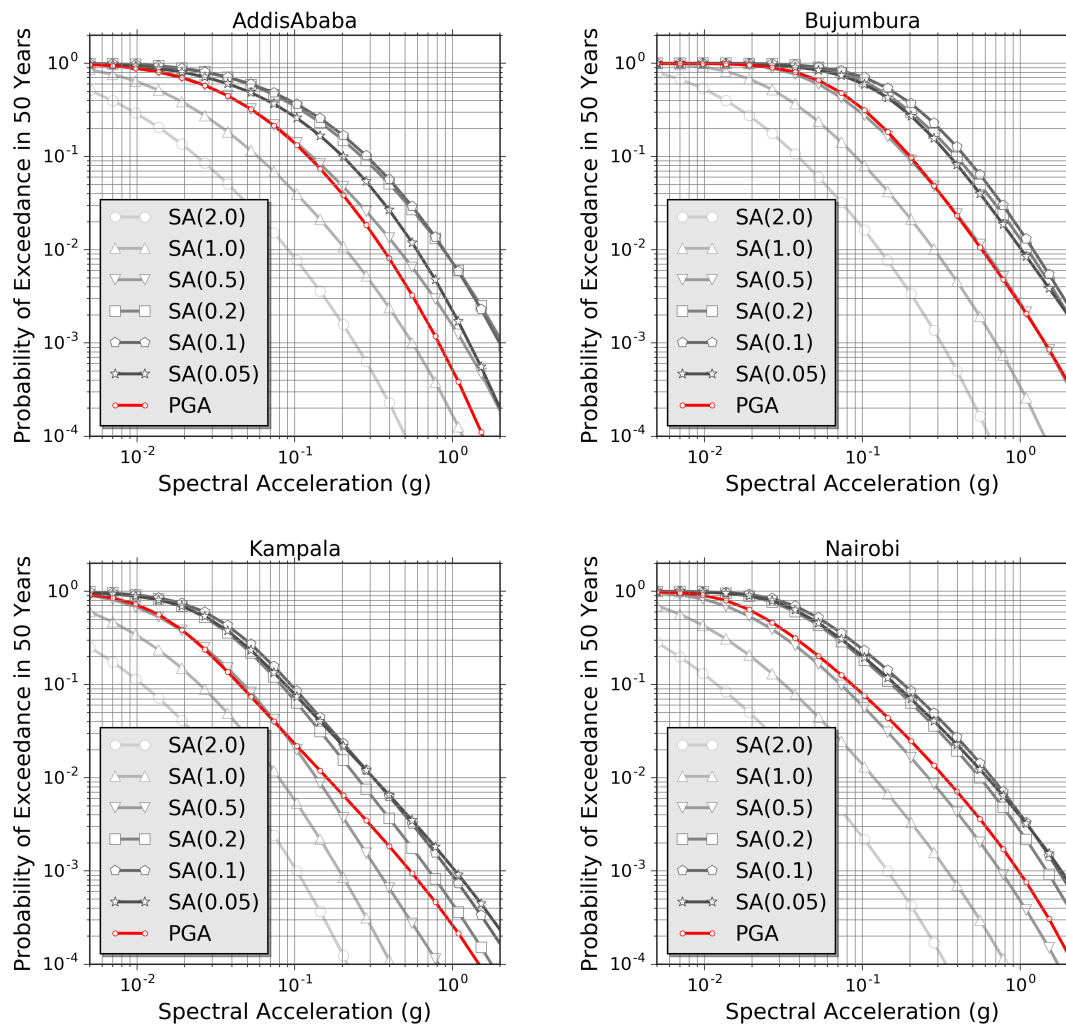 AddisAbaba
Probability of Exceedance in 50 Years
10^0
10^-1
10^-2
10^-3
10^-4
SA(2.0)
SA(1.0)
SA(0.5)
SA(0.2)
SA(0.1)
SA(0.05)
PGA
10^-2 10^-1 10^0
Spectral Acceleration (g)
Bujumbura
Probability of Exceedance in 50 Years
10^0
10^-1
10^-2
10^-3
10^-4
SA(2.0)
SA(1.0)
SA(0.5)
SA(0.2)
SA(0.1)
SA(0.05)
PGA
10^-2 10^-1 10^0
Spectral Acceleration (g)
Kampala
Probability of Exceedance in 50 Years
10^0
10^-1
10^-2
10^-3
10^-4
SA(2.0)
SA(1.0)
SA(0.5)
SA(0.2)
SA(0.1)
SA(0.05)
PGA
10^-2 10^-1 10^0
Spectral Acceleration (g)
Nairobi
Probability of Exceedance in 50 Years
10^0
10^-1
10^-2
10^-3
10^-4
SA(2.0)
SA(1.0)
SA(0.5)
SA(0.2)
SA(0.1)
SA(0.05)
PGA
10^-2 10^-1 10^0
Spectral Acceleration (g)